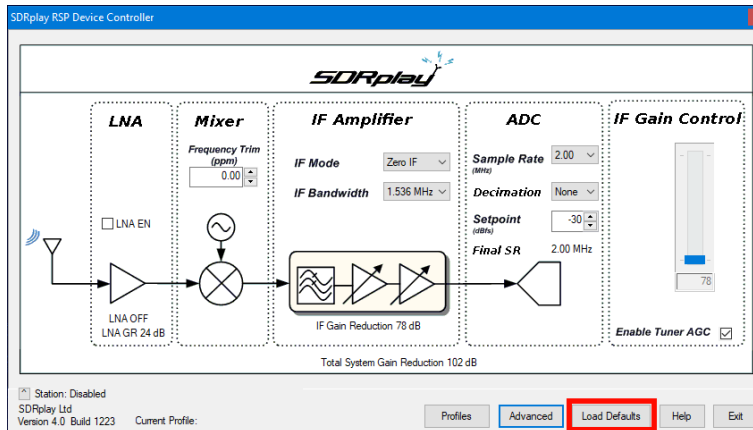 SDRplay RSP Device Controller
SDRplay
LNA
Mixer
IF Amplifier
ADC
IF Gain Control
Frequency Trim
(ppm)
0.00
IF Mode
Zero IF
IF Bandwidth
1.536 MHz
Sample Rate
(MHz)
2.00
Decimation
None
Setpoint
(dBfs)
-30
Final SR
2.00 MHz
LNA EN
LNA OFF
LNA GR 24 dB
IF Gain Reduction 78 dB
78
Enable Tuner AGC
Total System Gain Reduction 102 dB
Station: Disabled
SDRplay Ltd
Version 4.0 Build 1223
Current Profile:
Profiles
Advanced
Load Defaults
Help
Exit